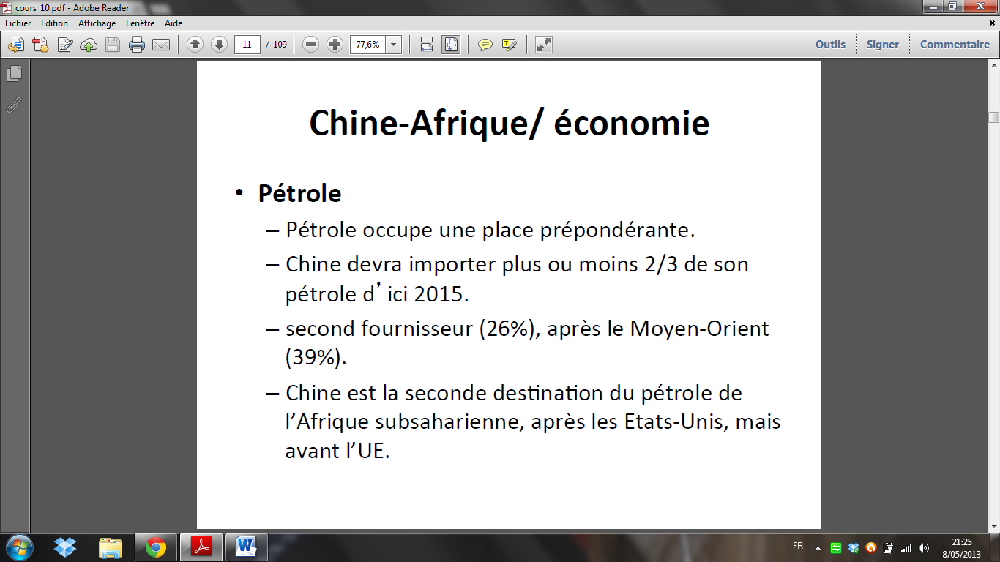 cours_10.pdf - Adobe Reader
Fichier Edition Affichage Fenêtre Aide
11 / 109 77,6% Outils Signer Commentaire
Chine-Afrique/ économie
• Pétrole
– Pétrole occupe une place prépondérante.
– Chine devra importer plus ou moins 2/3 de son
pétrole d’ ici 2015.
– second fournisseur (26%), après le Moyen-Orient
(39%).
– Chine est la seconde destination du pétrole de
l’Afrique subsaharienne, après les Etats-Unis, mais
avant l’UE.
FR
21:25
8/05/2013